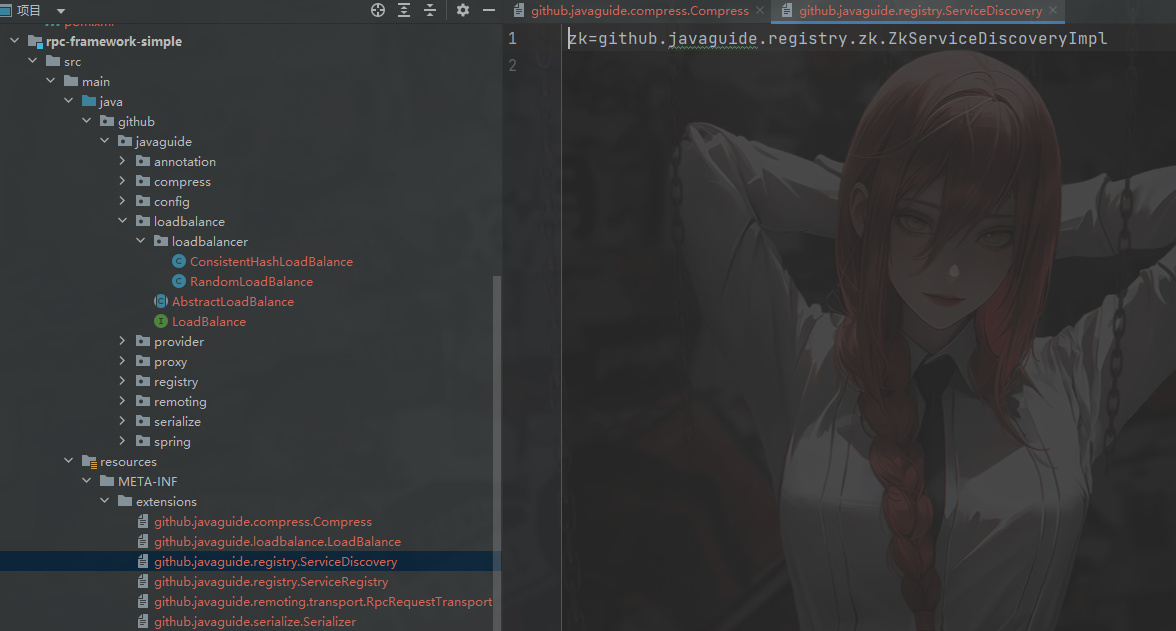 项目
github.javaguide.compress.Compress
github.javaguide.registry.ServiceDiscovery
rpc-framework-simple
src
main
java
github
javaguide
annotation
compress
config
loadbalance
loadbalancer
ConsistentHashLoadBalance
RandomLoadBalance
AbstractLoadBalance
LoadBalance
provider
proxy
registry
remoting
serialize
spring
resources
META-INF
extensions
github.javaguide.compress.Compress
github.javaguide.loadbalance.LoadBalance
github.javaguide.registry.ServiceDiscovery
github.javaguide.registry.ServiceRegistry
github.javaguide.remoting.transport.RpcRequestTransport
github.javaguide.serialize.Serializer
1 zk=github.javaguide.registry.zk.ZkServiceDiscoveryImpl
2